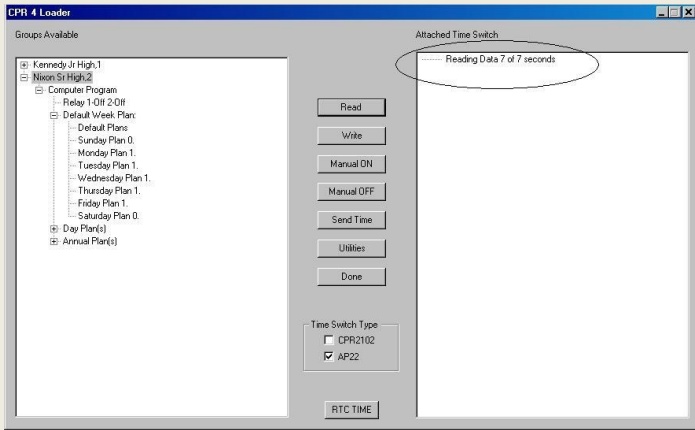 CPR 4 Loader
Groups Available
Kennedy Jr High,1
Nixon Sr High,2
Computer Program
Relay 1-Off 2-Off
Default Week Plan:
Default Plans
Sunday Plan 0.
Monday Plan 1.
Tuesday Plan 1.
Wednesday Plan 1.
Thursday Plan 1.
Friday Plan 1.
Saturday Plan 0.
Day Plan(s)
Annual Plan(s)
Read
Write
Manual ON
Manual OFF
Send Time
Utilities
Done
Time Switch Type
CPR2102
AP22
RTC TIME
Attached Time Switch
Reading Data 7 of 7 seconds